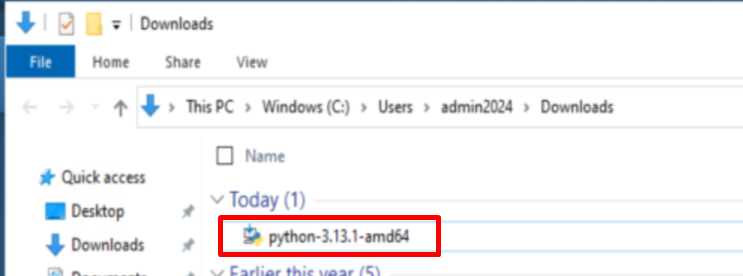 Downloads
File Home Share View
This PC > Windows (C:) > Users > admin2024 > Downloads
Name
Quick access
Today (1)
Desktop
python-3.13.1-amd64
Downloads
Documents
Earlier this year (5)